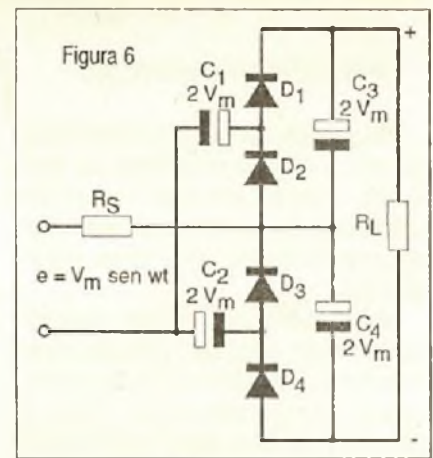 Figura 6
C1
2 Vm
D1
D2
C3
2 Vm
+
RS
RL
e = Vm sen wt
C2
2 Vm
D3
D4
C4
2 Vm
-